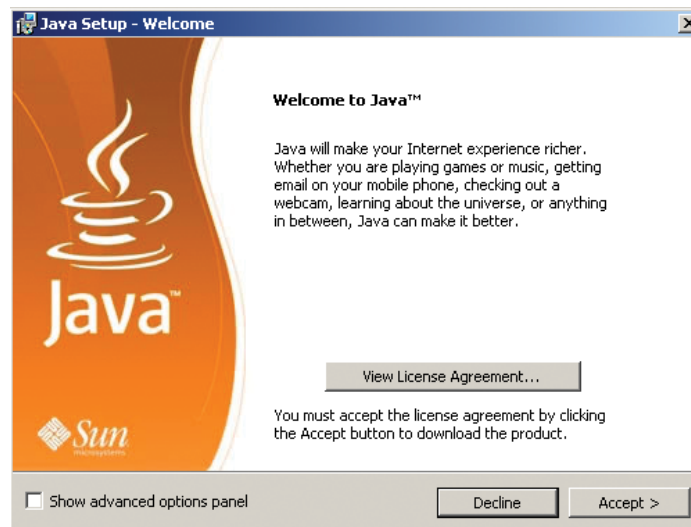 Java Setup - Welcome
Java™
Sun
microsystems
Welcome to Java™
Java will make your Internet experience richer.
Whether you are playing games or music, getting
email on your mobile phone, checking out a
webcam, learning about the universe, or anything
in between, Java can make it better.
View License Agreement...
You must accept the license agreement by clicking
the Accept button to download the product.
Show advanced options panel
Decline
Accept >